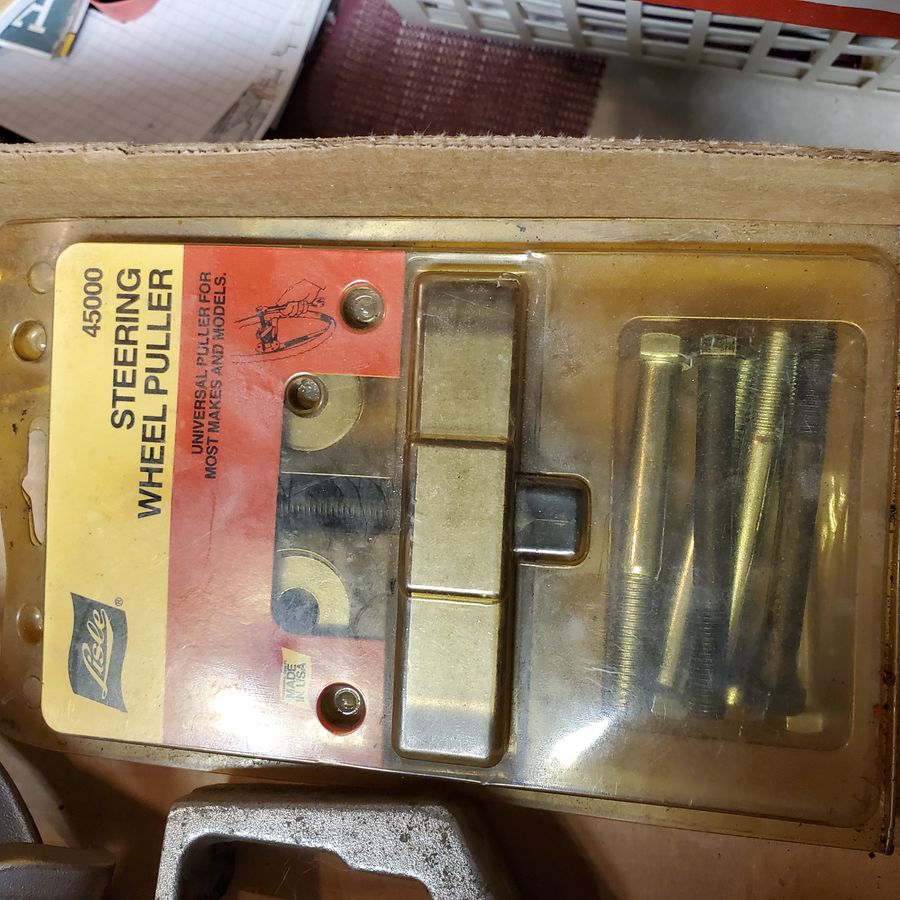 45000
STEERING
WHEEL PULLER
UNIVERSAL PULLER FOR
MOST MAKES AND MODELS.
Lisle®
MADE
IN USA